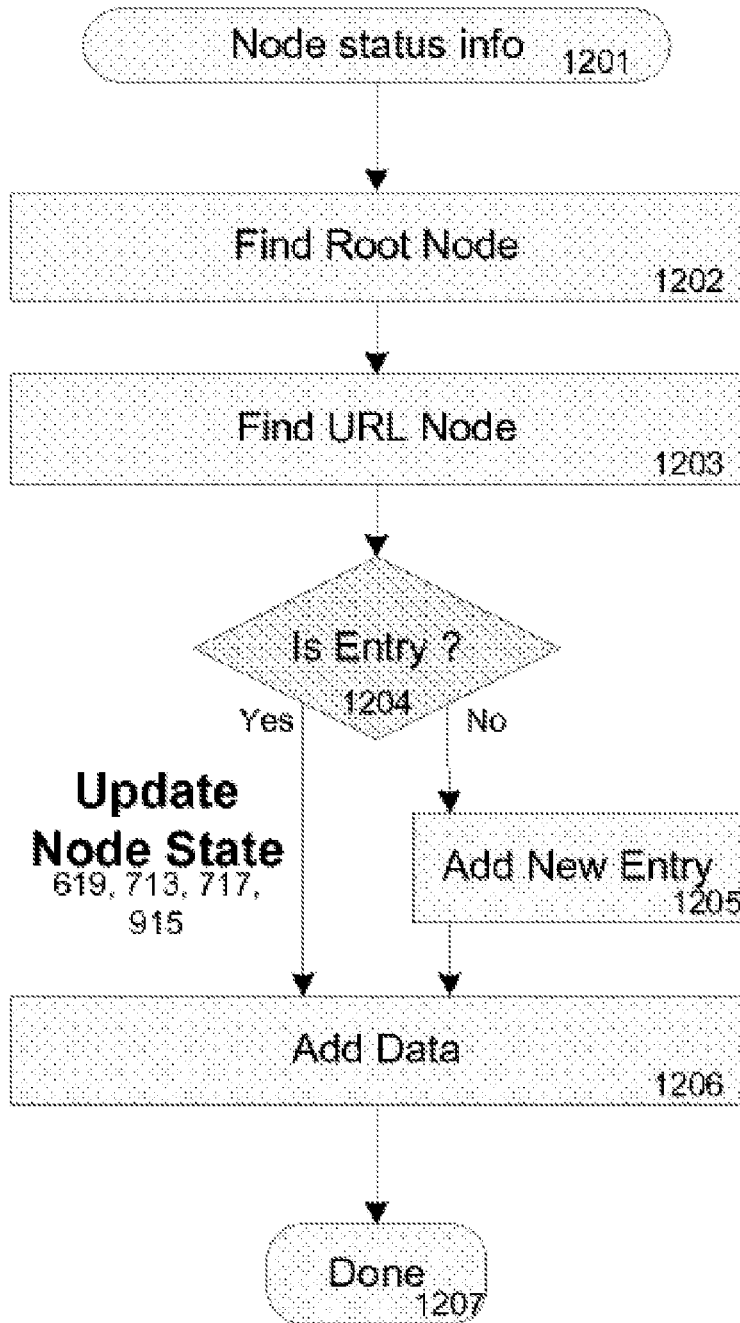 Node status info
1201
Find Root Node
1202
Find URL Node
1203
Is Entry ?
1204
Yes
No
Update
Node State
619, 713, 717,
915
Add New Entry
1205
Add Data
1206
Done
1207